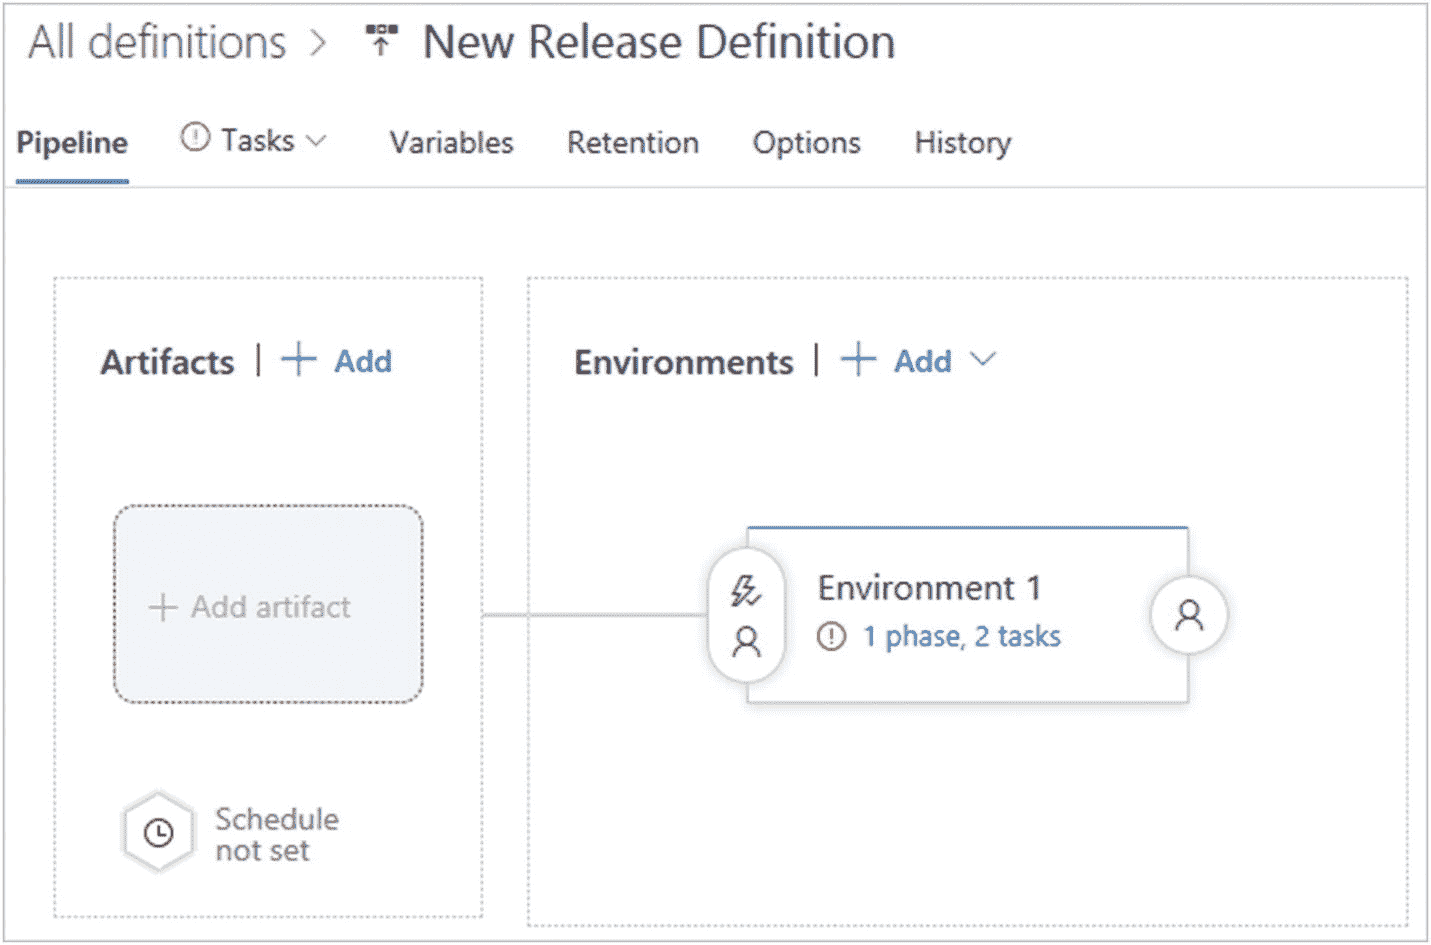 All definitions > New Release Definition
Pipeline Tasks Variables Retention Options History
Artifacts | + Add
Environments | + Add
+ Add artifact
Environment 1
1 phase, 2 tasks
Schedule
not set